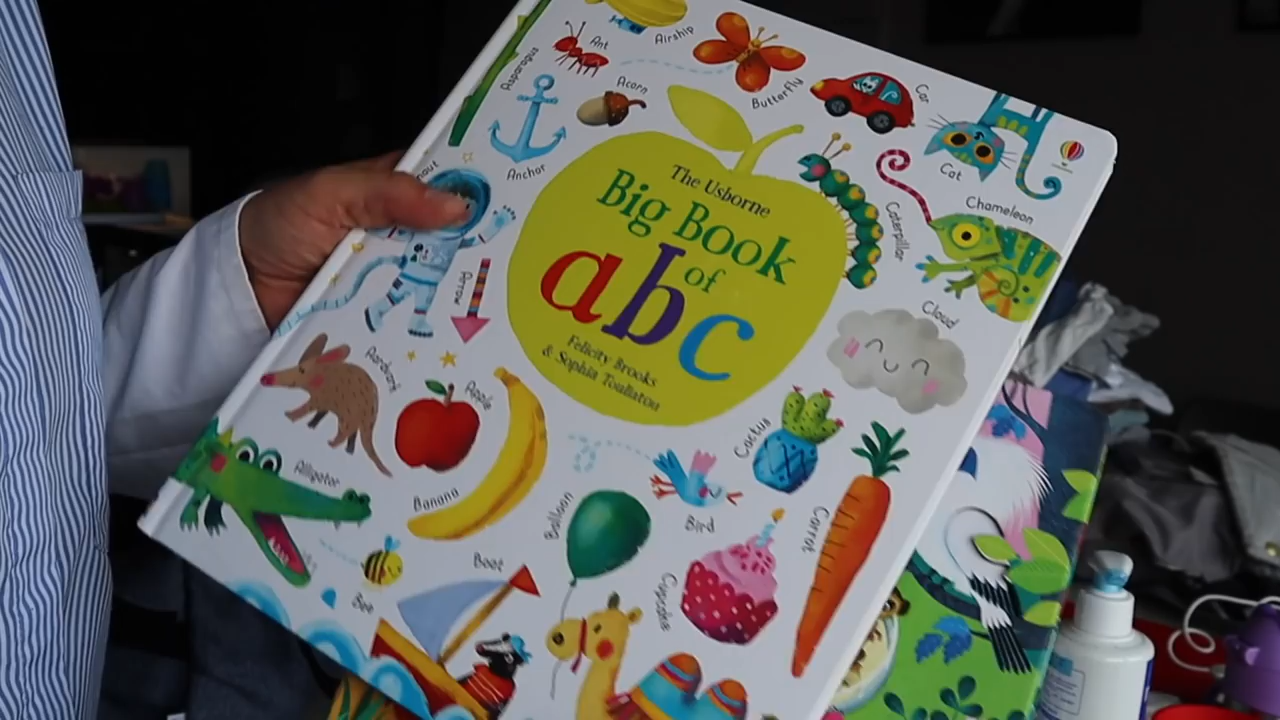 Airship
Ant
Asparagus
Acorn
Butterfly
Car
Anchor
Cat
Chameleon
The Usborne
Big Book
of
abc
Felicity Brooks
& Sophia Touliatou
Caterpillar
Arrow
Cloud
Aardvark
Apple
Alligator
Banana
Balloon
Bird
Cactus
Carrot
Boat
Bee
Cupcake